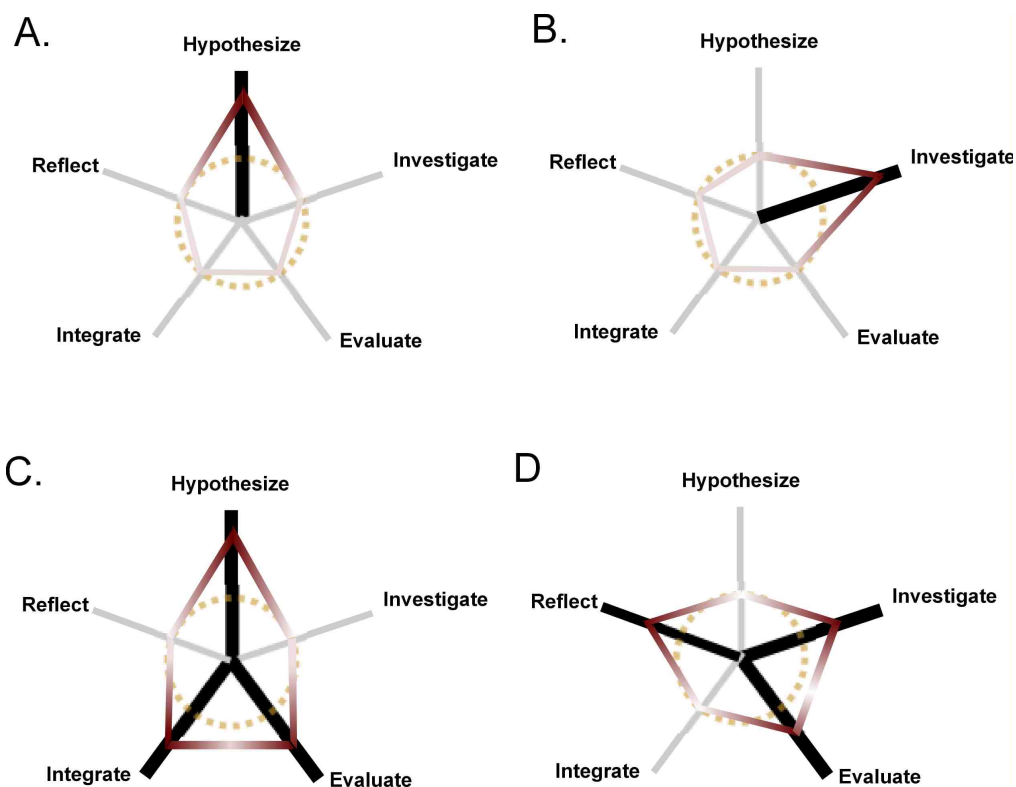 A.
Hypothesize
Reflect
Investigate
Integrate
Evaluate
B.
Hypothesize
Reflect
Investigate
Integrate
Evaluate
C.
Hypothesize
Reflect
Investigate
Integrate
Evaluate
D
Hypothesize
Reflect
Investigate
Integrate
Evaluate